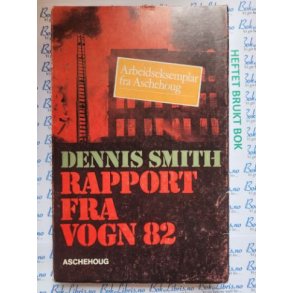 Arbeidseksemplar
fra Aschehoug
DENNIS SMITH
RAPPORT
FRA
VOGN 82
ASCHEHOUG
HEFTET BRUKT BOK